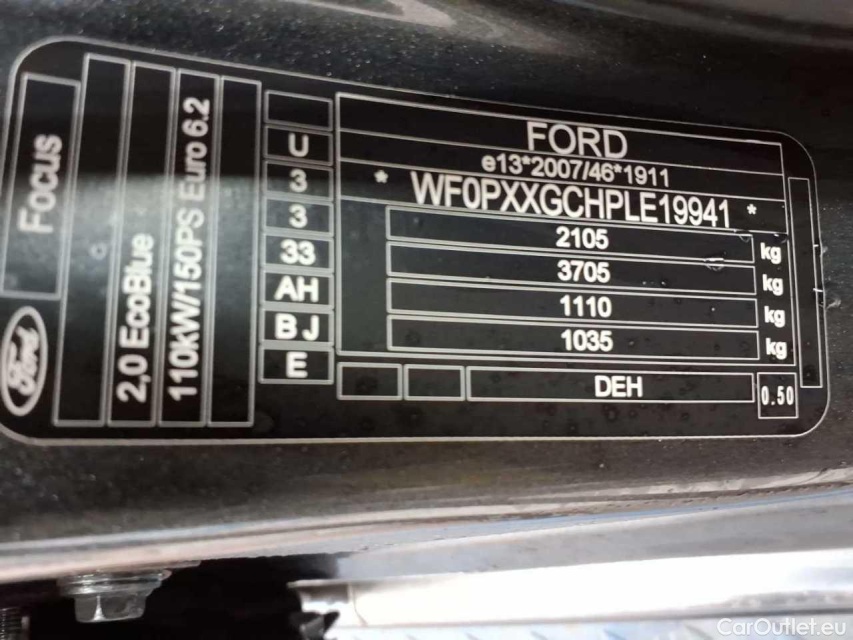 Focus
Ford
2,0 EcoBlue
110kW/150PS Euro 6.2
U
3
3
33
AH
BJ
E
FORD
e13*2007/46*1911
* WF0PXXGCHPLE19941 *
2105 kg
3705 kg
1110 kg
1035 kg
DEH
0.50
CarOutlet.eu